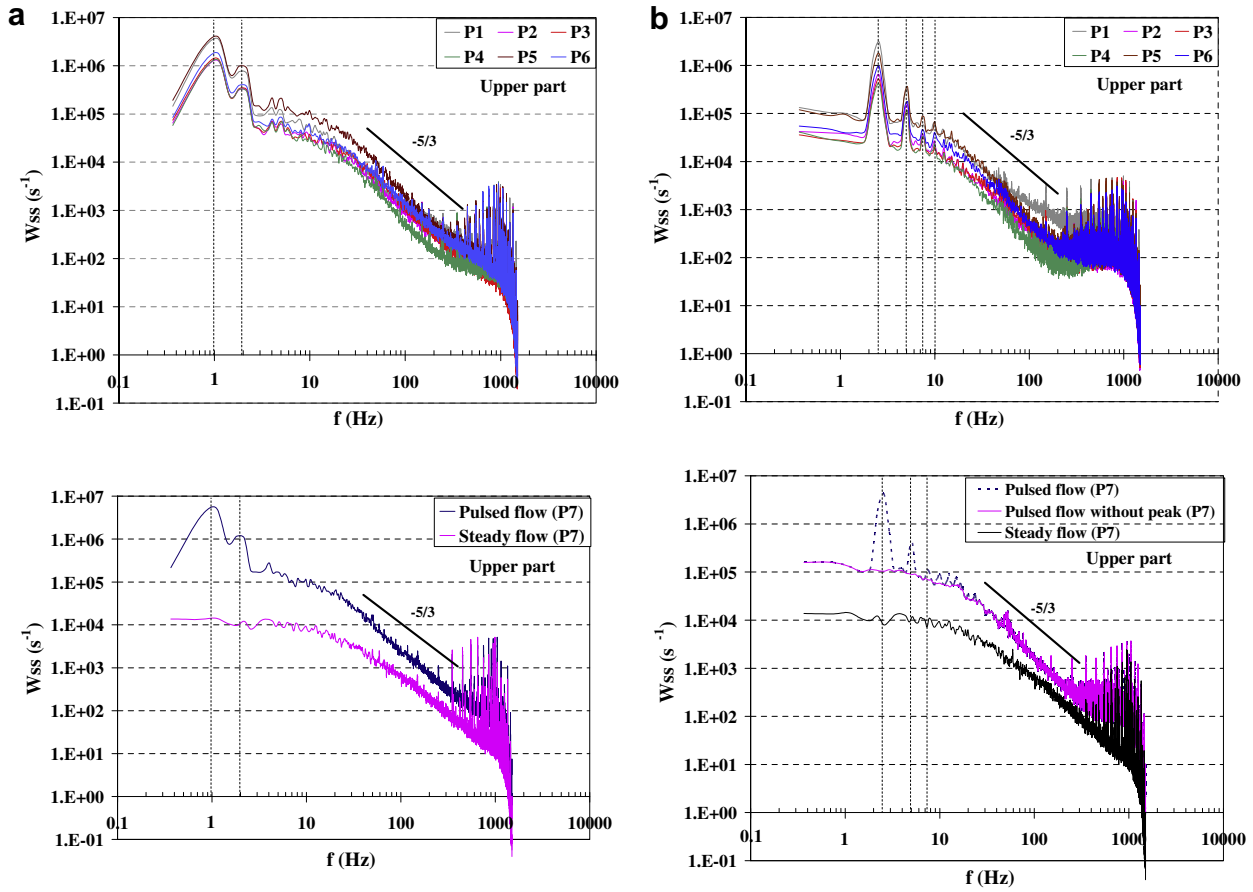 a
1.E+07
1.E+06
1.E+05
1.E+04
1.E+03
1.E+02
1.E+01
1.E+00
1.E-01
Wss (s-1)
P1 P2 P3
P4 P5 P6
Upper part
-5/3
0.1 1 10 100 1000 10000
f (Hz)
b
1.E+07
1.E+06
1.E+05
1.E+04
1.E+03
1.E+02
1.E+01
1.E+00
1.E-01
Wss (s-1)
P1 P2 P3
P4 P5 P6
Upper part
-5/3
0.1 1 10 100 1000 10000
f (Hz)
1.E+07
1.E+06
1.E+05
1.E+04
1.E+03
1.E+02
1.E+01
1.E+00
1.E-01
Wss (s-1)
Pulsed flow (P7)
Steady flow (P7)
Upper part
-5/3
0.1 1 10 100 1000 10000
f (Hz)
1.E+07
1.E+06
1.E+05
1.E+04
1.E+03
1.E+02
1.E+01
1.E+00
1.E-01
Wss (s -1)
Pulsed flow (P7)
Pulsed flow without peak (P7)
Steady flow (P7)
Upper part
-5/3
0.1 1 10 100 1000 10000
f (Hz)